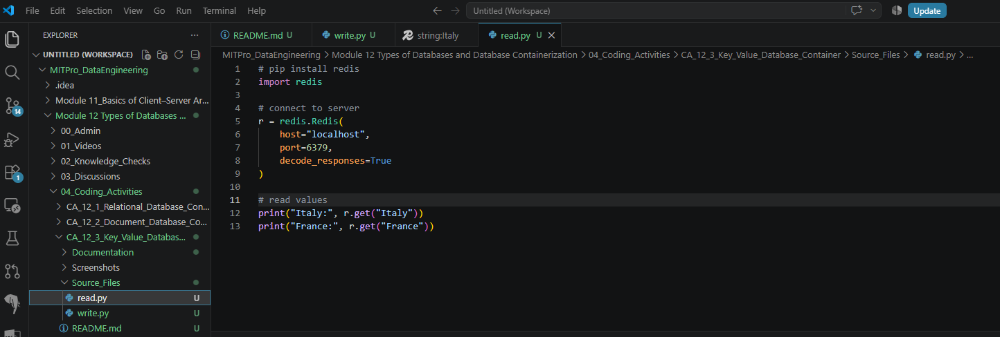 File Edit Selection View Go Run Terminal Help
Untitled (Workspace)
Update
EXPLORER
UNTITLED (WORKSPACE)
MITPro_DataEngineering
.idea
Module 11_Basics of Client–Server Ar...
Module 12 Types of Databases ...
00_Admin
01_Videos
02_Knowledge_Checks
03_Discussions
04_Coding_Activities
CA_12_1_Relational_Database_Con...
CA_12_2_Document_Database_Co...
CA_12_3_Key_Value_Databas...
Documentation
Screenshots
Source_Files
read.py U
write.py U
README.md U
14
1
README.md U
write.py U
string:Italy
read.py U
MITPro_DataEngineering > Module 12 Types of Databases and Database Containerization > 04_Coding_Activities > CA_12_3_Key_Value_Database_Container > Source_Files > read.py > ...
1 # pip install redis
2 import redis
3
4 # connect to server
5 r = redis.Redis(
6     host="localhost",
7     port=6379,
8     decode_responses=True
9 )
10
11 # read values
12 print("Italy:", r.get("Italy"))
13 print("France:", r.get("France"))